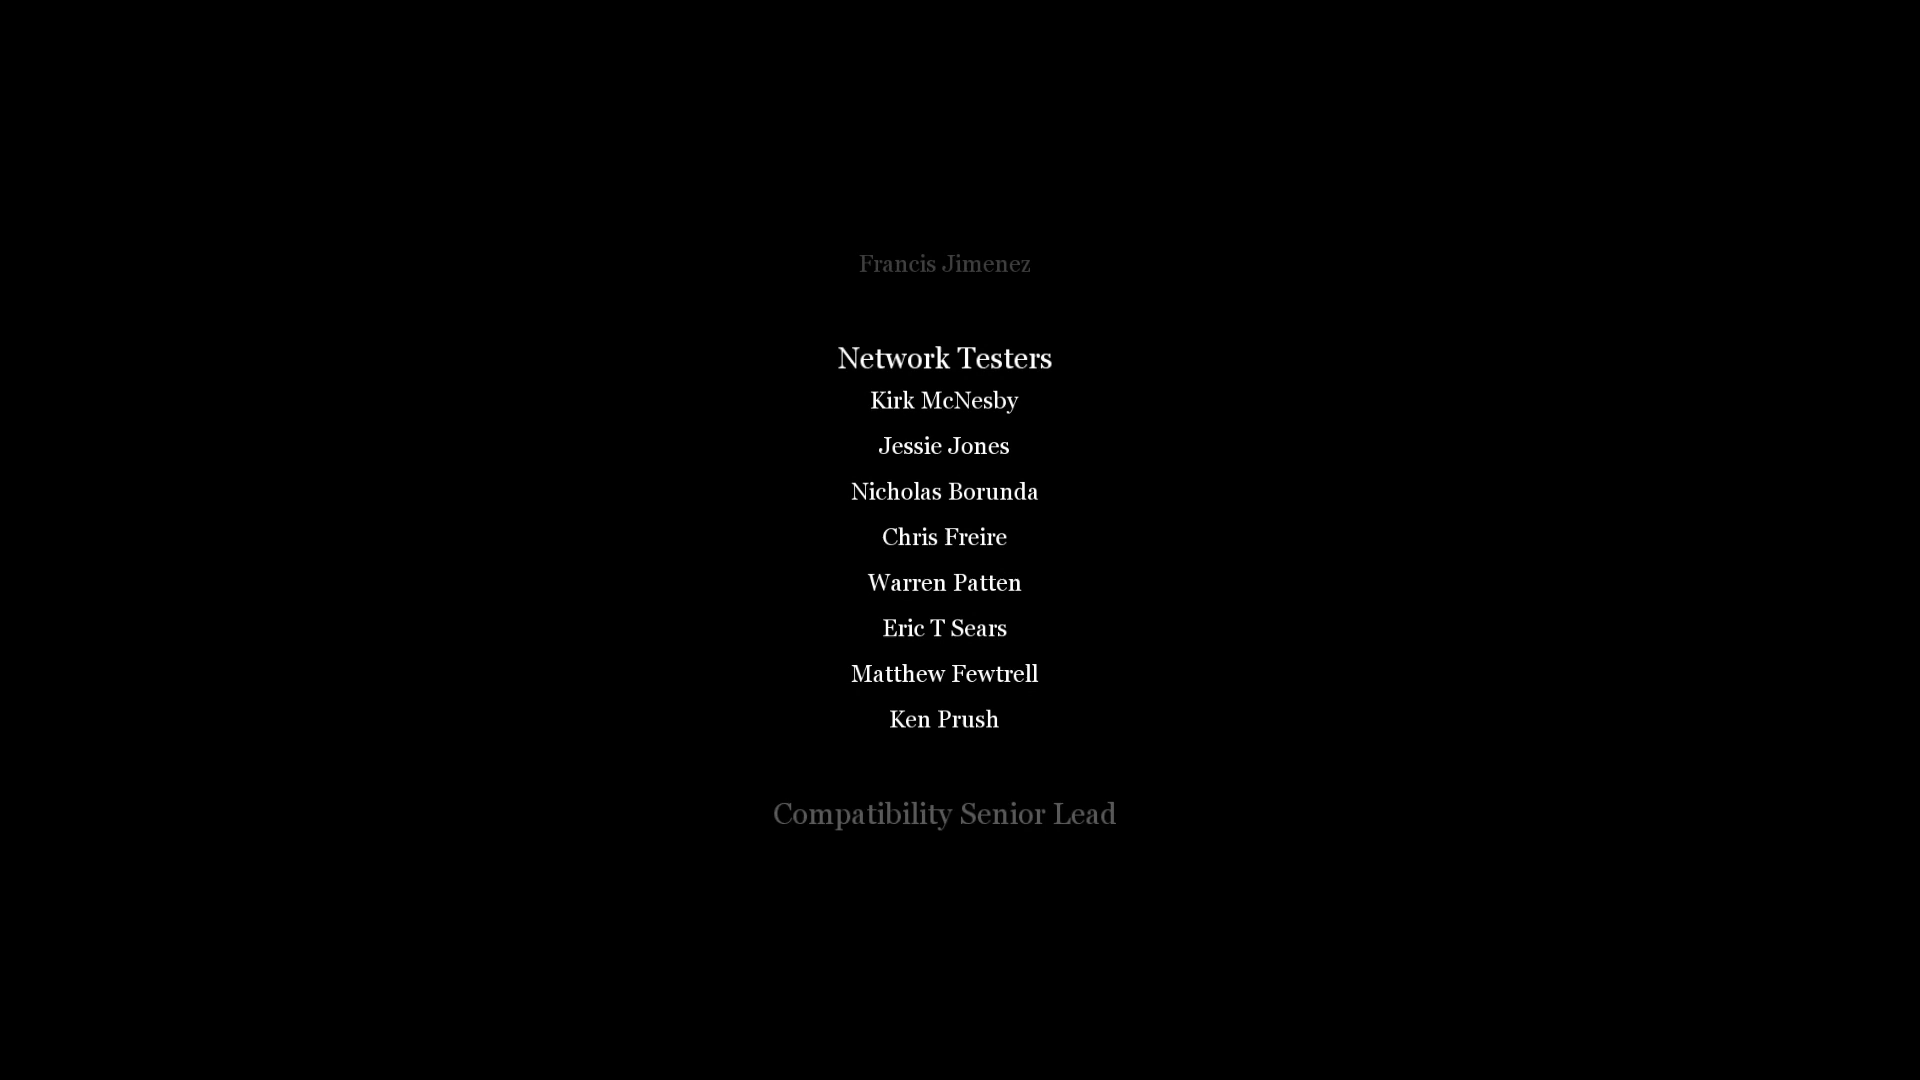 Francis Jimenez
Network Testers
Kirk McNesby
Jessie Jones
Nicholas Borunda
Chris Freire
Warren Patten
Eric T Sears
Matthew Fewtrell
Ken Prush
Compatibility Senior Lead